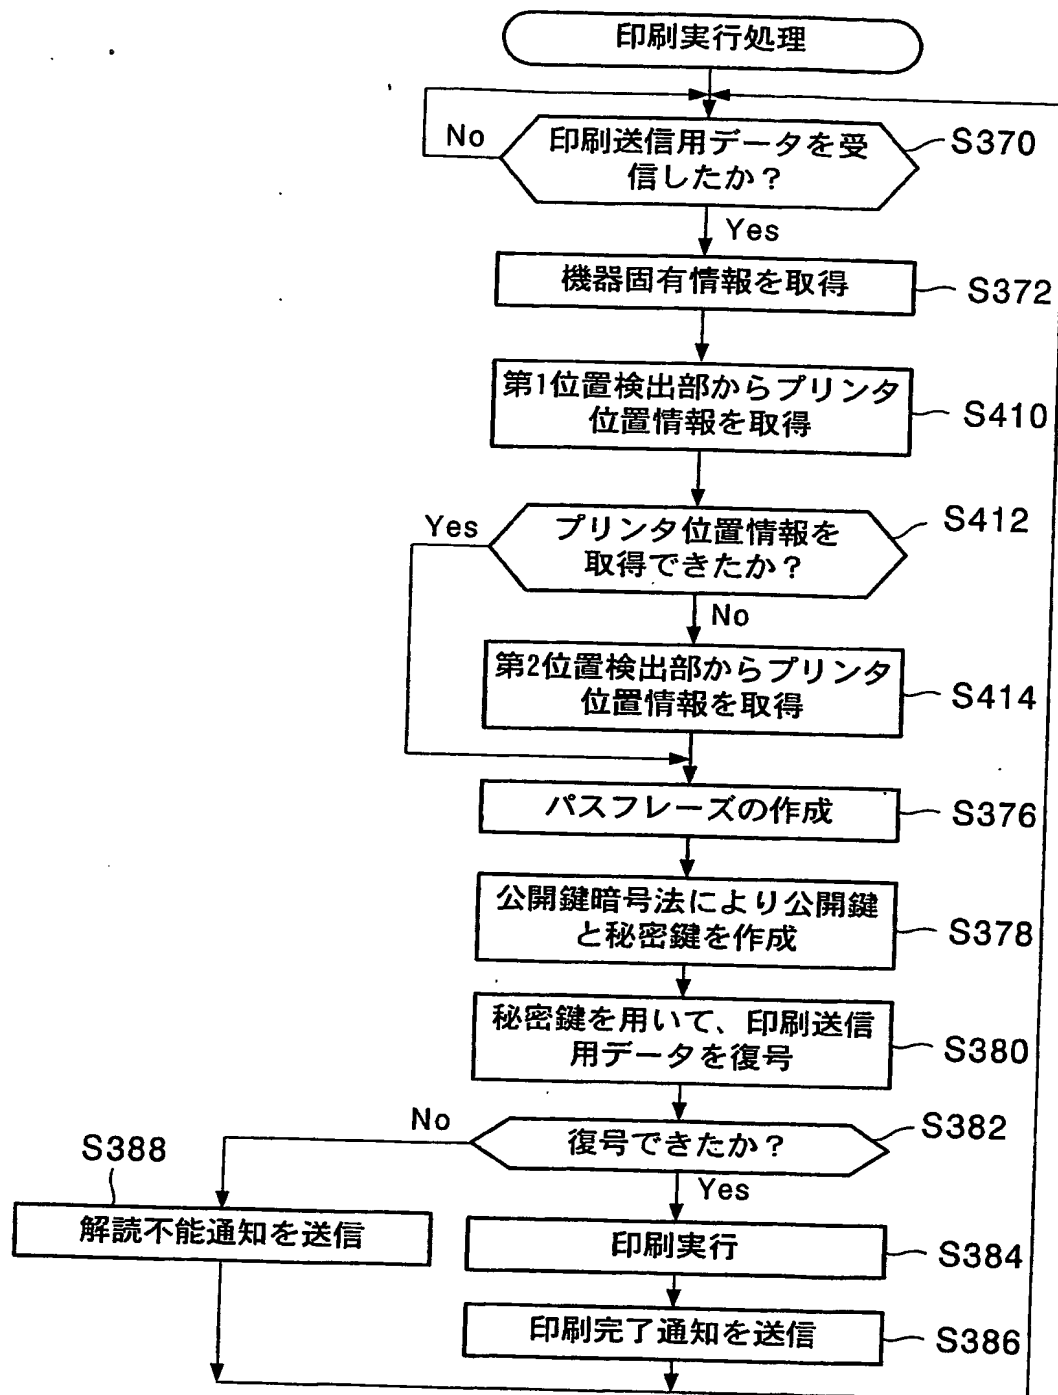 印刷実行処理
No
印刷送信用データを受
信したか？
S370
Yes
機器固有情報を取得
S372
第1位置検出部からプリンタ
位置情報を取得
S410
Yes
プリンタ位置情報を
取得できたか？
S412
No
第2位置検出部からプリンタ
位置情報を取得
S414
パスフレーズの作成
S376
公開鍵暗号法により公開鍵
と秘密鍵を作成
S378
秘密鍵を用いて、印刷送信
用データを復号
S380
No
復号できたか？
S382
S388
Yes
解読不能通知を送信
印刷実行
S384
印刷完了通知を送信
S386